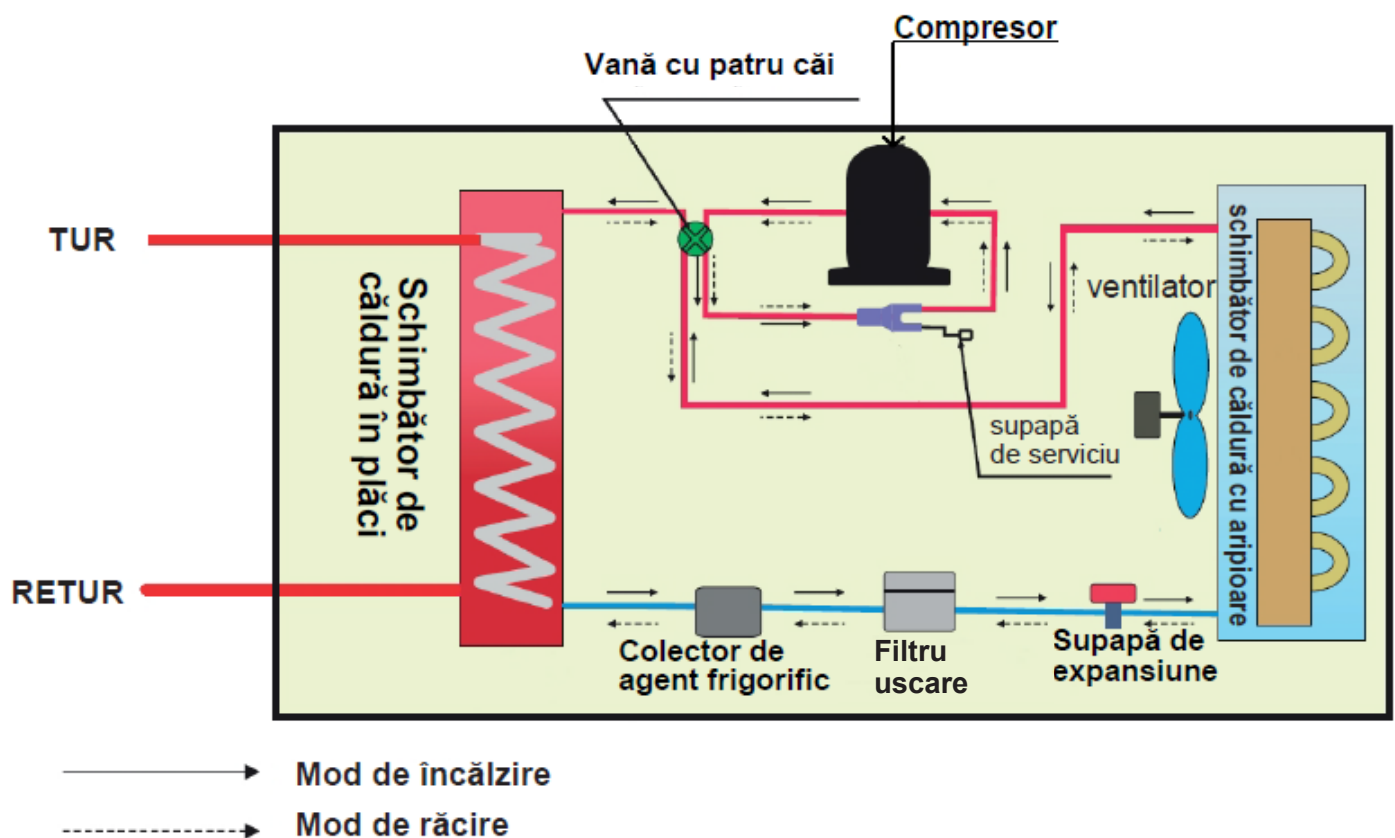 Compresor
Vană cu patru căi
TUR
Schimbător de
căldură în plăci
ventilator
schimbător de căldură cu aripioare
supapă
de serviciu
RETUR
Colector de
agent frigorific
Filtru
uscare
Supapă de
expansiune
Mod de încălzire
Mod de răcire